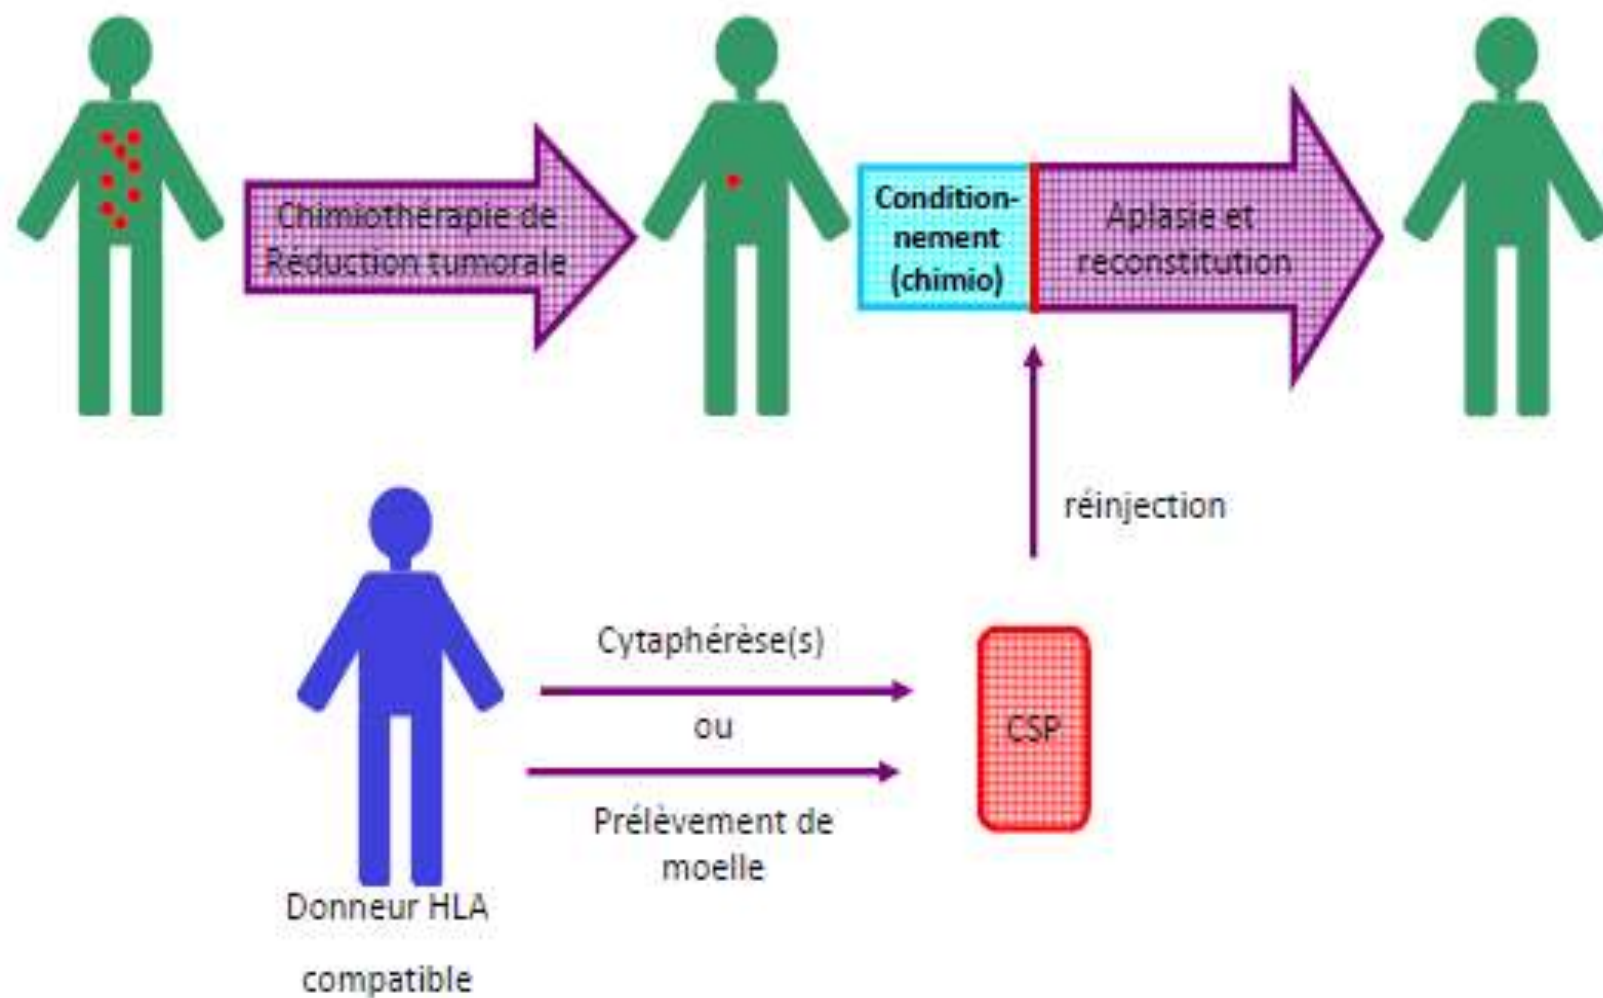 Chimiothérapie de
Réduction tumorale
Condition-
nement
(chimio)
Aplasie et
reconstitution
réinjection
Cytaphérèse(s)
ou
Prélèvement de
moelle
CSP
Donneur HLA
compatible